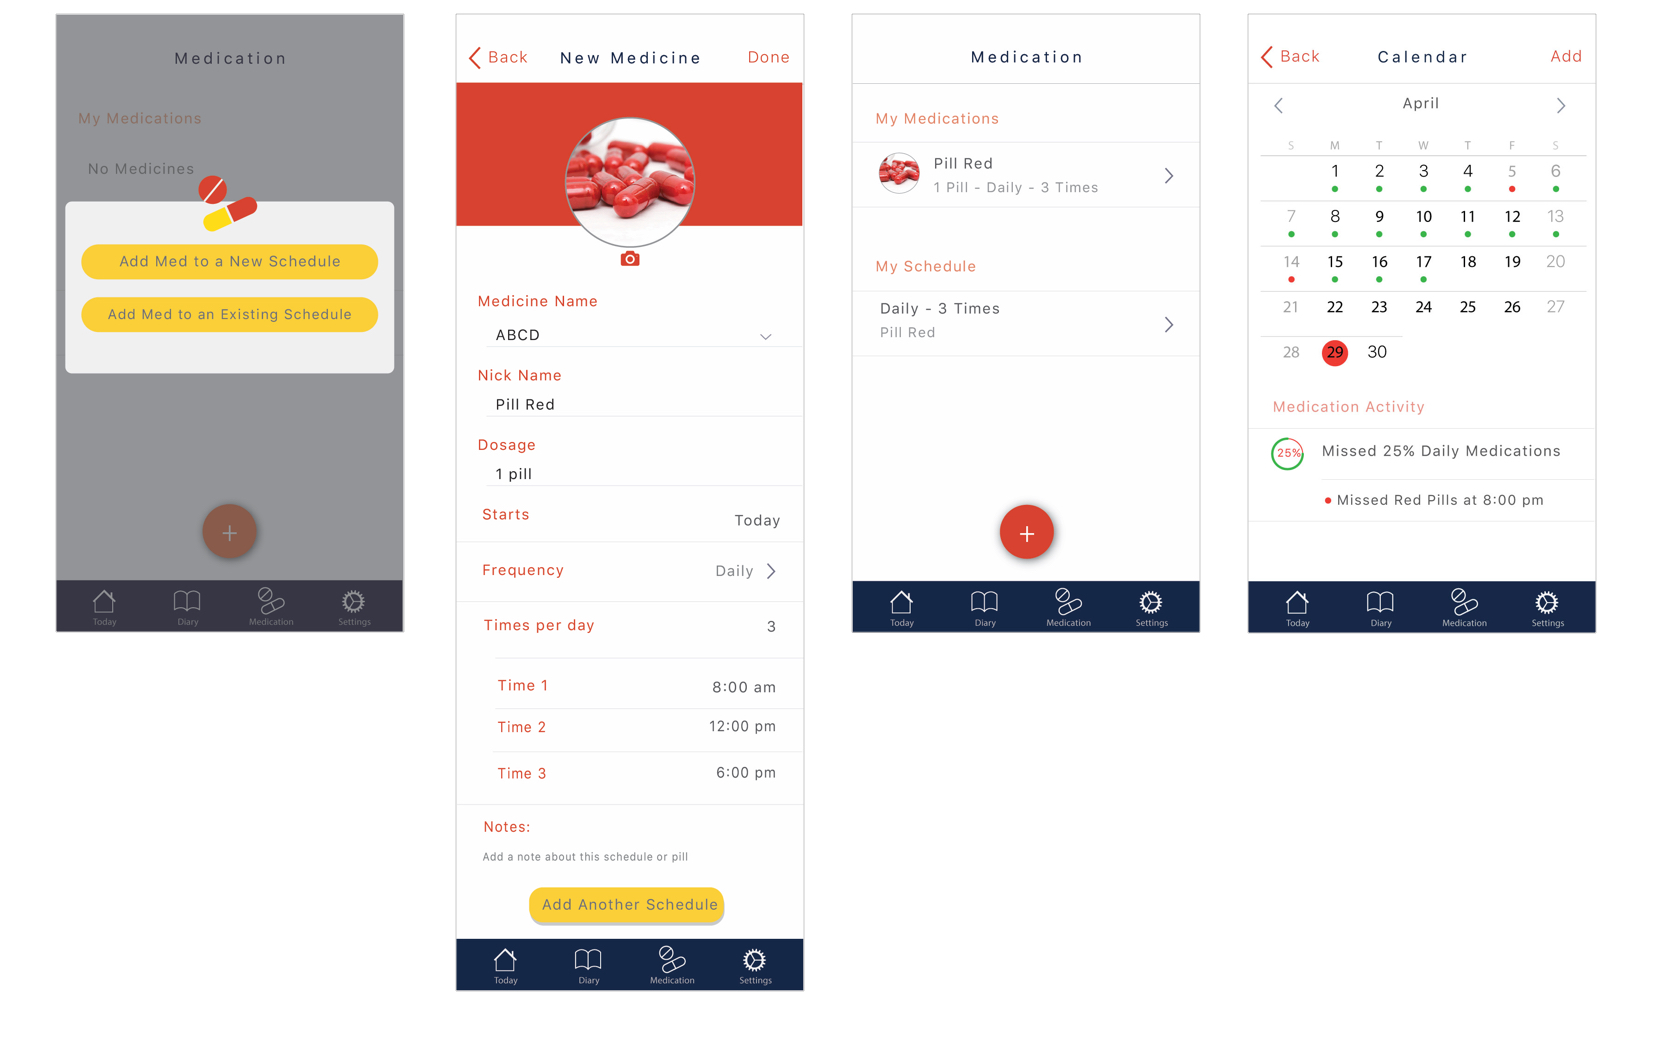 Medication
My Medications
No Medicines
Add Med to a New Schedule
Add Med to an Existing Schedule
+
Today Diary Medication Settings
Back New Medicine Done
Medicine Name
ABCD
Nick Name
Pill Red
Dosage
1 pill
Starts Today
Frequency Daily
Times per day 3
Time 1 8:00 am
Time 2 12:00 pm
Time 3 6:00 pm
Notes:
Add a note about this schedule or pill
Add Another Schedule
Today Diary Medication Settings
Medication
My Medications
Pill Red
1 Pill - Daily - 3 Times
My Schedule
Daily - 3 Times
Pill Red
+
Today Diary Medication Settings
Back Calendar Add
April
S M T W T F S
1 2 3 4 5 6
7 8 9 10 11 12 13
14 15 16 17 18 19 20
21 22 23 24 25 26 27
28 29 30
Medication Activity
25% Missed 25% Daily Medications
Missed Red Pills at 8:00 pm
Today Diary Medication Settings